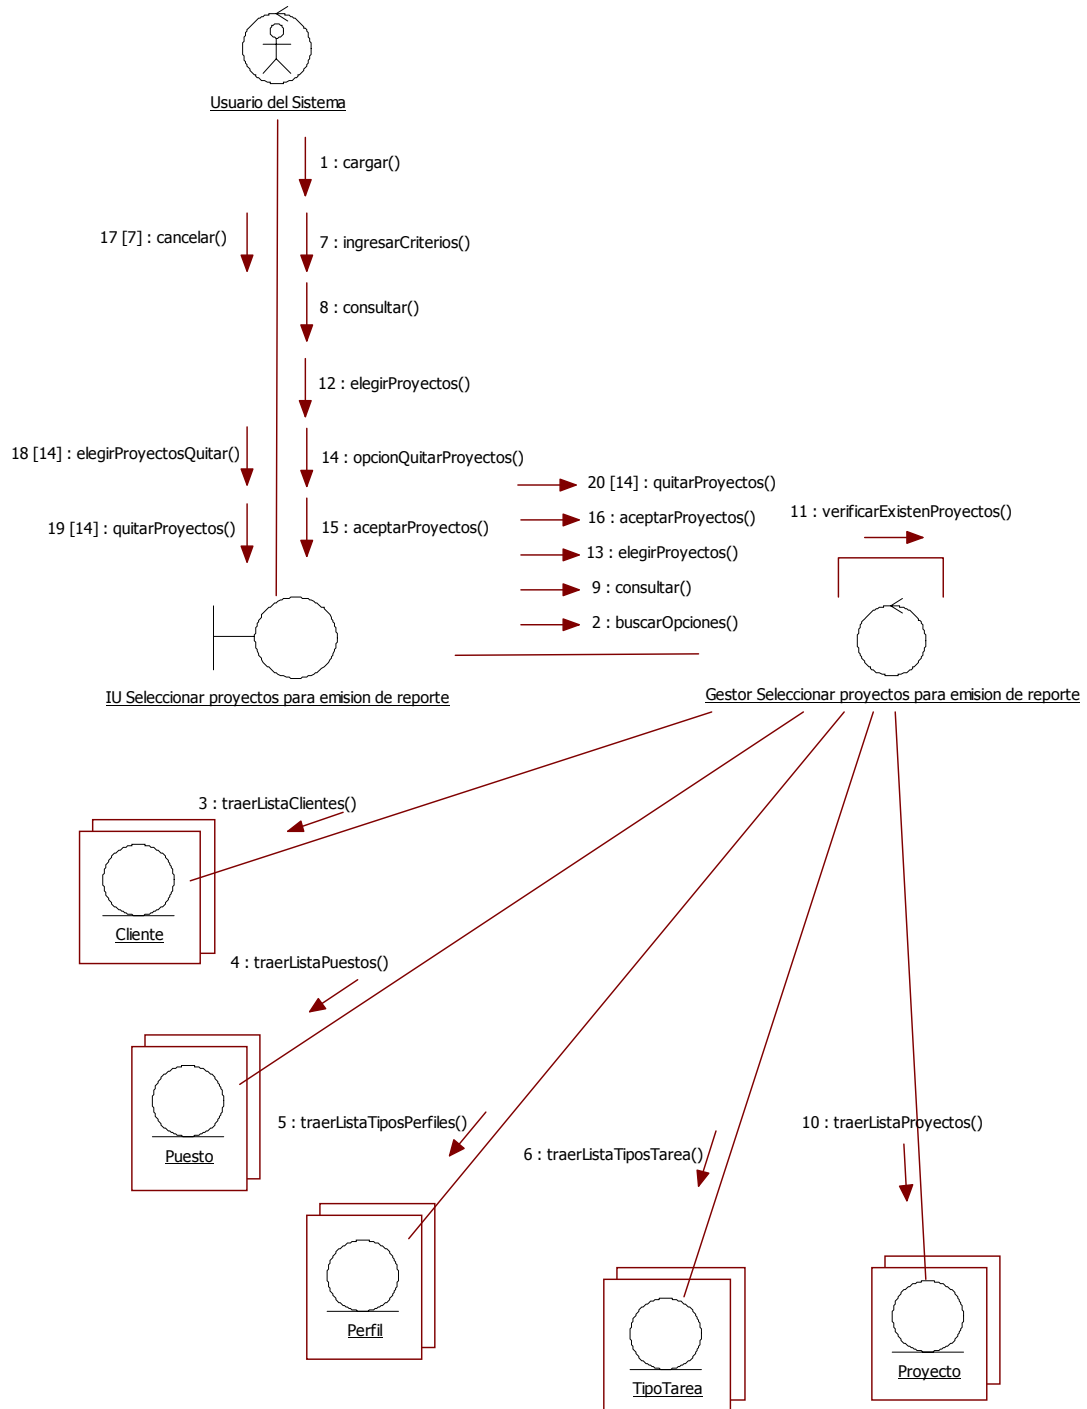 Usuario del Sistema
1 : cargar()
17 [7] : cancelar()
7 : ingresarCriterios()
8 : consultar()
12 : elegirProyectos()
18 [14] : elegirProyectosQuitar()
14 : opcionQuitarProyectos()
20 [14] : quitarProyectos()
19 [14] : quitarProyectos()
15 : aceptarProyectos()
16 : aceptarProyectos()
11 : verificarExistenProyectos()
13 : elegirProyectos()
9 : consultar()
2 : buscarOpciones()
IU Seleccionar proyectos para emision de reporte
Gestor Seleccionar proyectos para emision de reporte
3 : traerListaClientes()
Cliente
4 : traerListaPuestos()
Puesto
5 : traerListaTiposPerfiles()
6 : traerListaTiposTarea()
10 : traerListaProyectos()
Perfil
TipoTarea
Proyecto